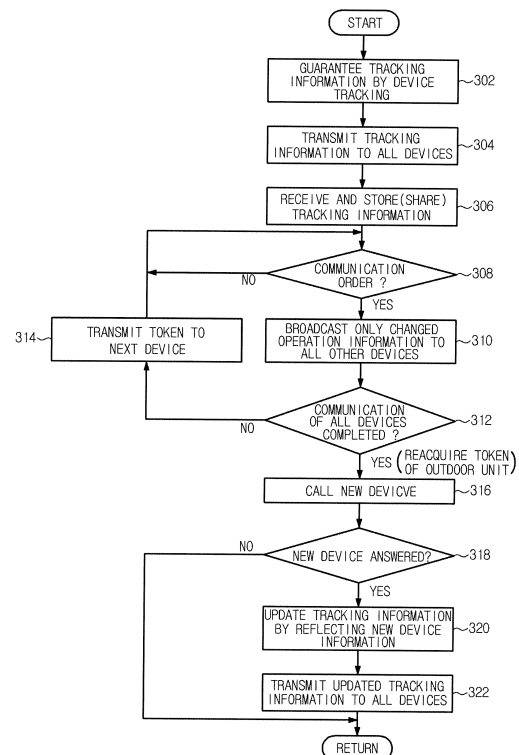 START
GUARANTEE TRACKING
INFORMATION BY DEVICE
TRACKING
302
TRANSMIT TRACKING
INFORMATION TO ALL DEVICES
304
RECEIVE AND STORE(SHARE)
TRACKING INFORMATION
306
COMMUNICATION
ORDER ?
308
NO
YES
314
TRANSMIT TOKEN TO
NEXT DEVICE
BROADCAST ONLY CHANGED
OPERATION INFORMATION TO
ALL OTHER DEVICES
310
COMMUNICATION
OF ALL DEVICES
COMPLETED ?
312
NO
YES (REACQUIRE TOKEN
OF OUTDOOR UNIT)
CALL NEW DEVICVE
316
NO
NEW DEVICE ANSWERED?
318
YES
UPDATE TRACKING INFORMATION
BY REFLECTING NEW DEVICE
INFORMATION
320
TRANSMIT UPDATED TRACKING
INFORMATION TO ALL DEVICES
322
RETURN